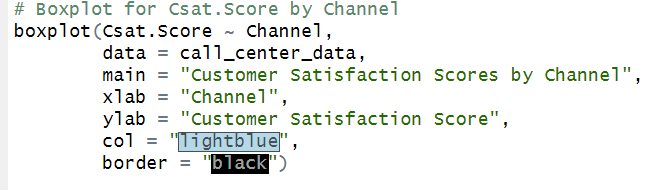 # Boxplot for Csat.Score by Channel
boxplot(Csat.Score ~ Channel,
        data = call_center_data,
        main = "Customer Satisfaction Scores by Channel",
        xlab = "Channel",
        ylab = "Customer Satisfaction Score",
        col = "lightblue",
        border = "black")